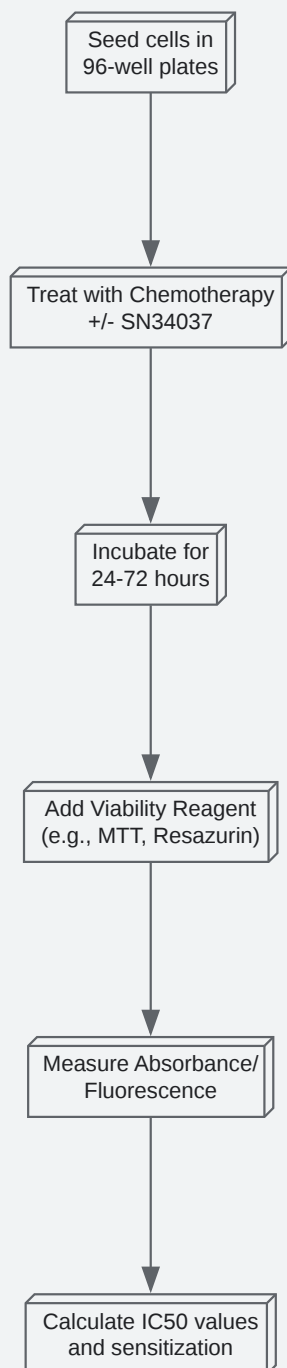 Seed cells in
96-well plates
Treat with Chemotherapy
+/- SN34037
Incubate for
24-72 hours
Add Viability Reagent
(e.g., MTT, Resazurin)
Measure Absorbance/
Fluorescence
Calculate IC50 values
and sensitization